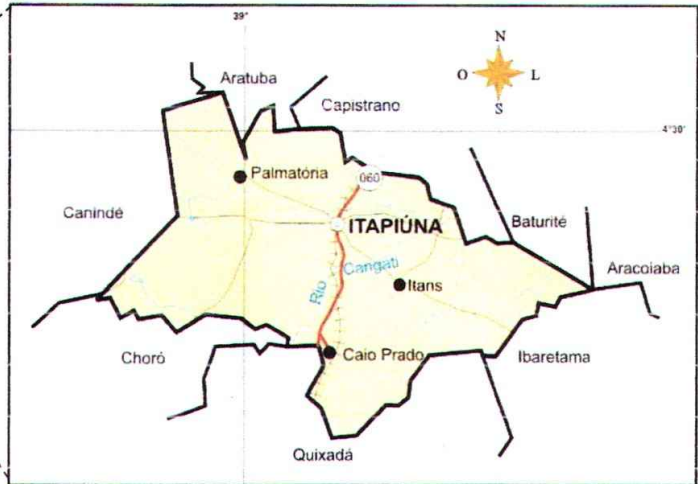 39°
N
Aratuba
O
L
Capistrano
S
4°30'
Palmatória
060
Canindé
ITAPIÚNA
Baturité
Cangati
Aracoiaba
Itans
Rio
Choró
Caio Prado
Ibaretama
Quixadá